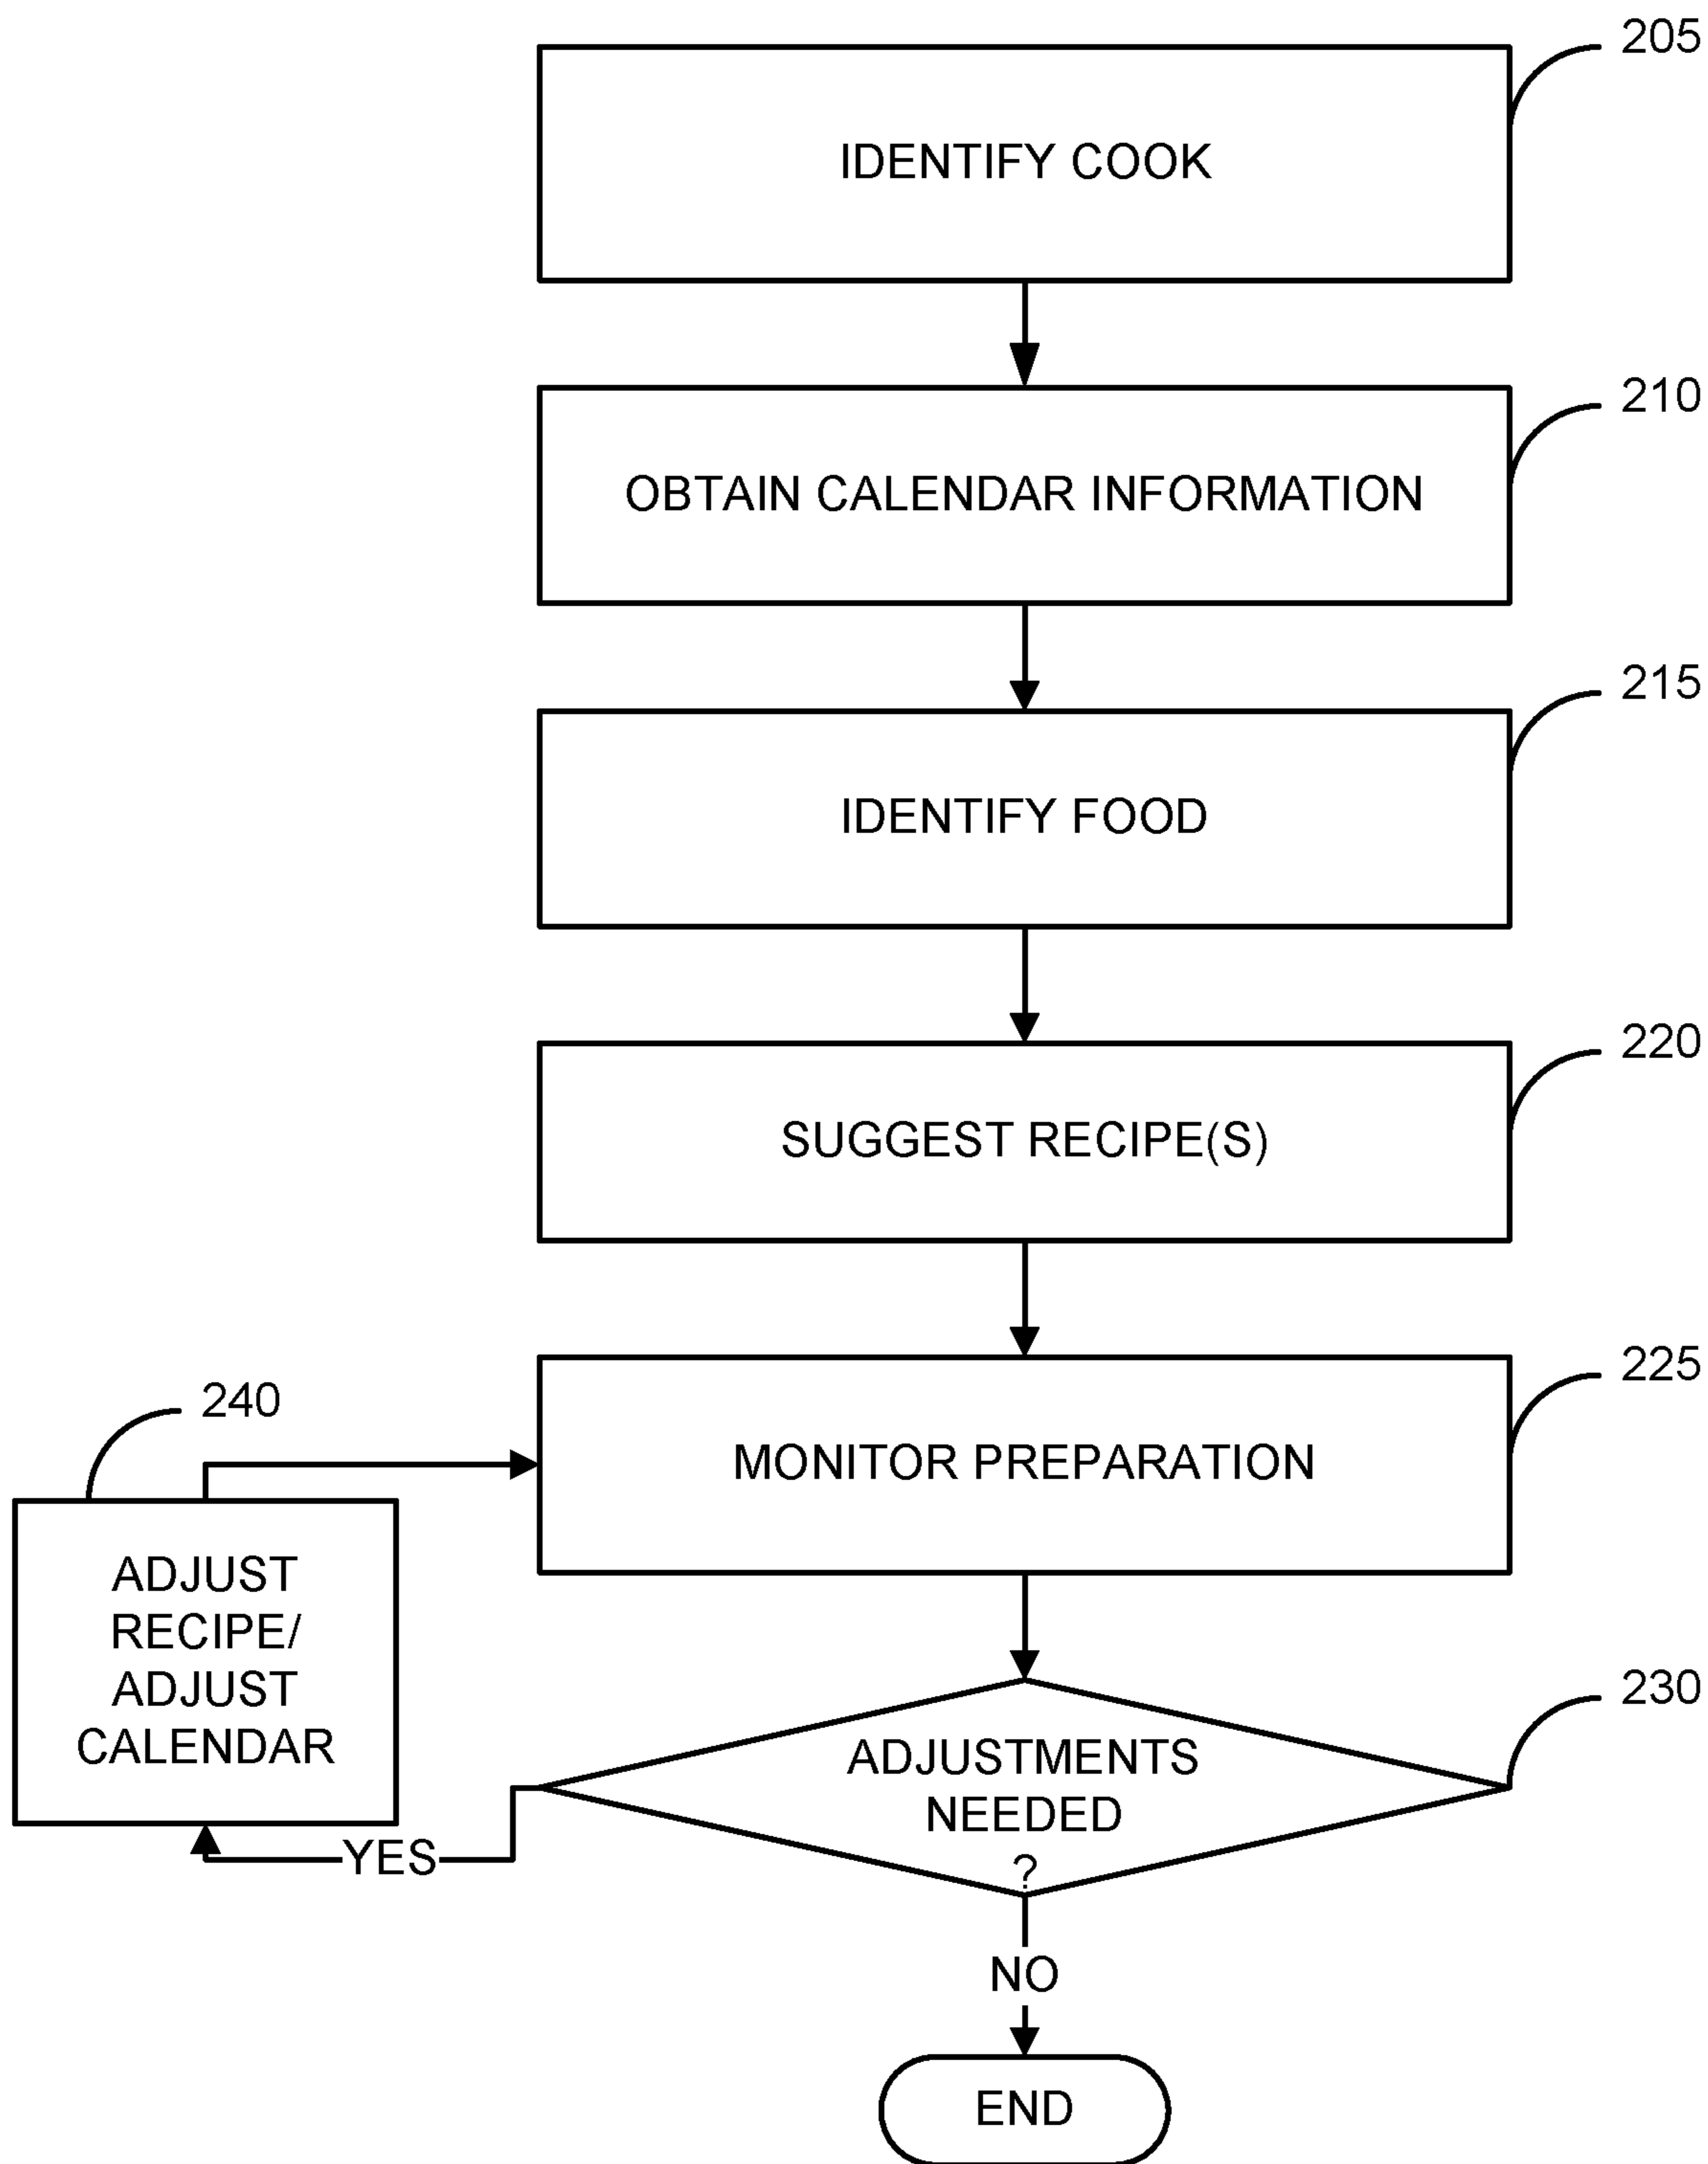 205
IDENTIFY COOK
210
OBTAIN CALENDAR INFORMATION
215
IDENTIFY FOOD
220
SUGGEST RECIPE(S)
225
MONITOR PREPARATION
240
ADJUST
RECIPE/
ADJUST
CALENDAR
230
ADJUSTMENTS
NEEDED
?
YES
NO
END